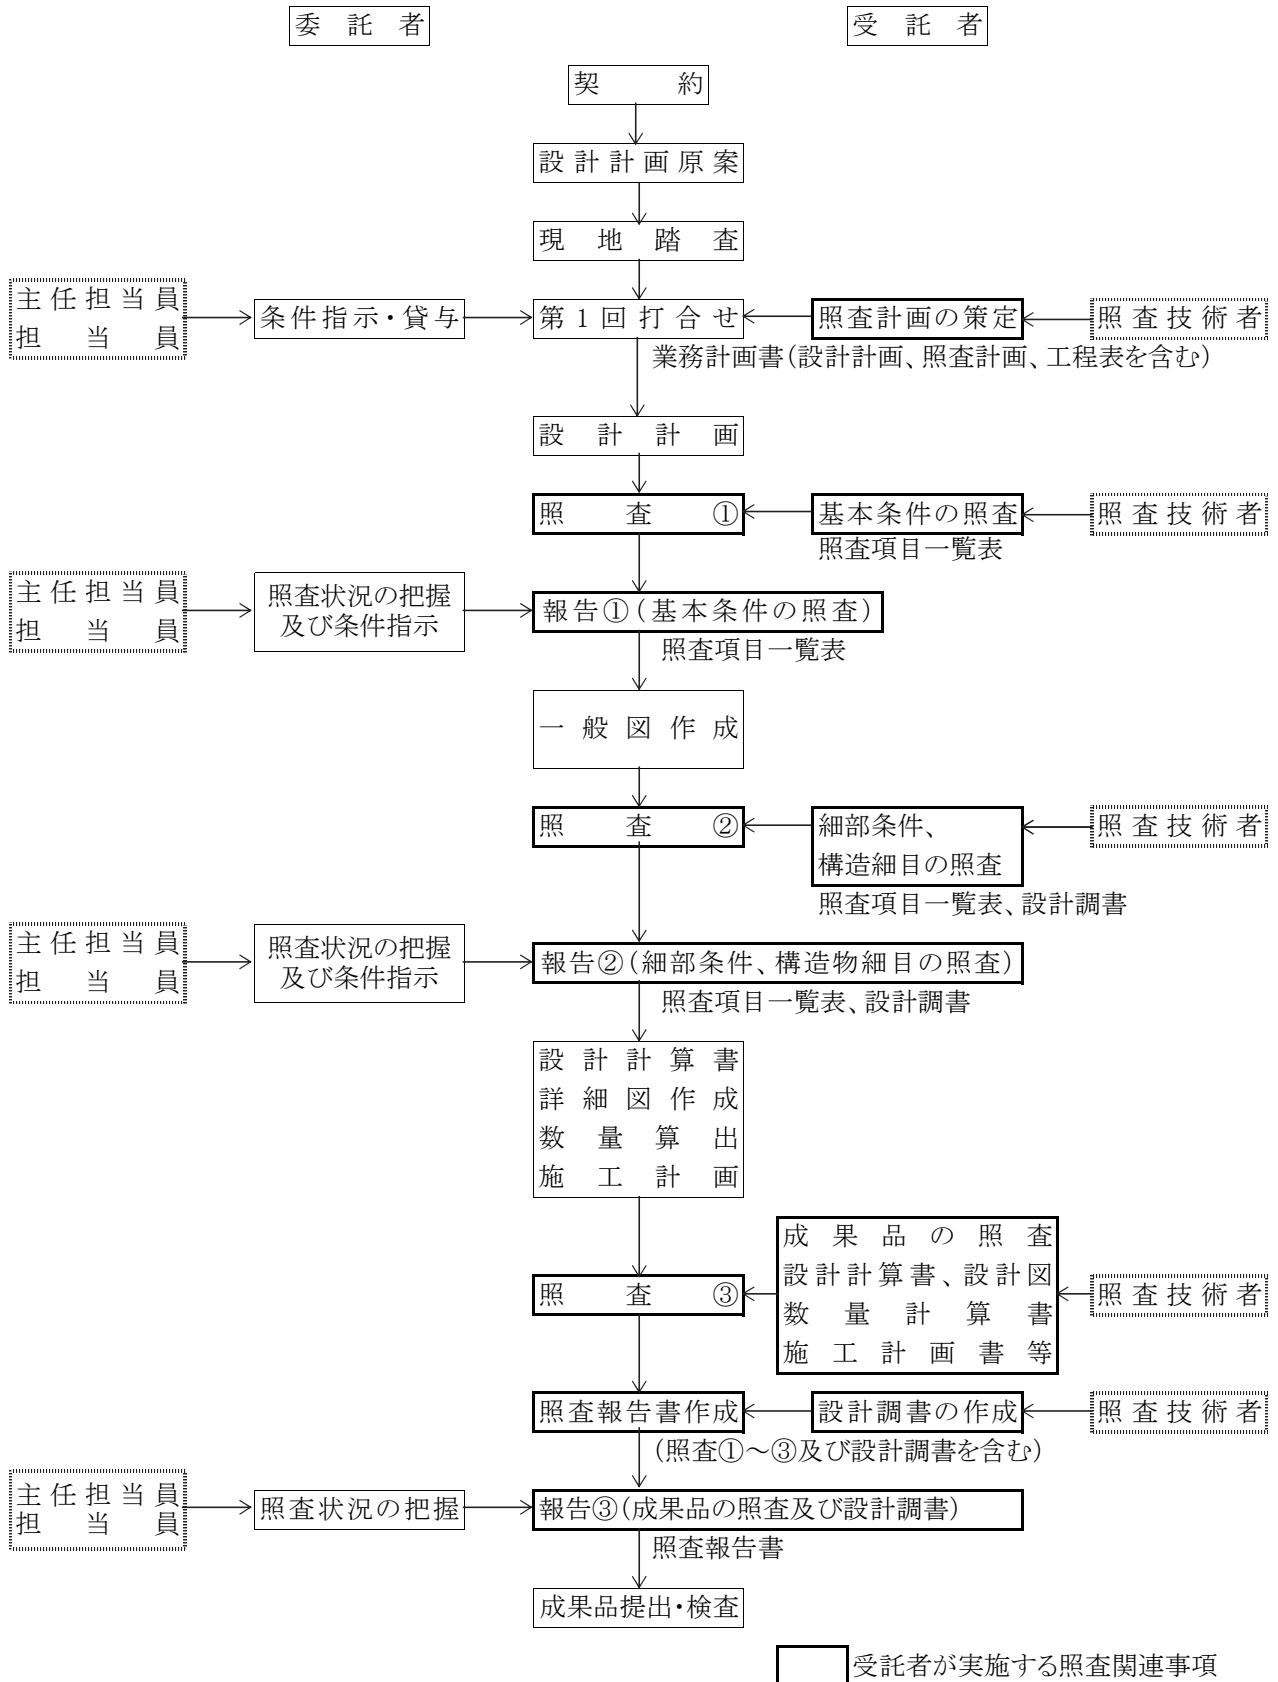 委託者
受託者
契約
設計計画原案
現地踏査
主任担当員
担当員
条件指示・貸与
第1回打合せ
照査計画の策定
照査技術者
業務計画書(設計計画、照査計画、工程表を含む)
設計計画
照査①
基本条件の照査
照査技術者
照査項目一覧表
主任担当員
担当員
照査状況の把握
及び条件指示
報告①(基本条件の照査)
照査項目一覧表
一般図作成
照査②
細部条件、
構造細目の照査
照査技術者
照査項目一覧表、設計調書
主任担当員
担当員
照査状況の把握
及び条件指示
報告②(細部条件、構造物細目の照査)
照査項目一覧表、設計調書
設計計算書
詳細図作成
数量算出
施工計画
照査③
成果品の照査
設計計算書、設計図
数量計算書
施工計画書等
照査技術者
照査報告書作成
設計調書の作成
照査技術者
(照査①~③及び設計調書を含む)
主任担当員
担当員
照査状況の把握
報告③(成果品の照査及び設計調書)
照査報告書
成果品提出・検査
受託者が実施する照査関連事項